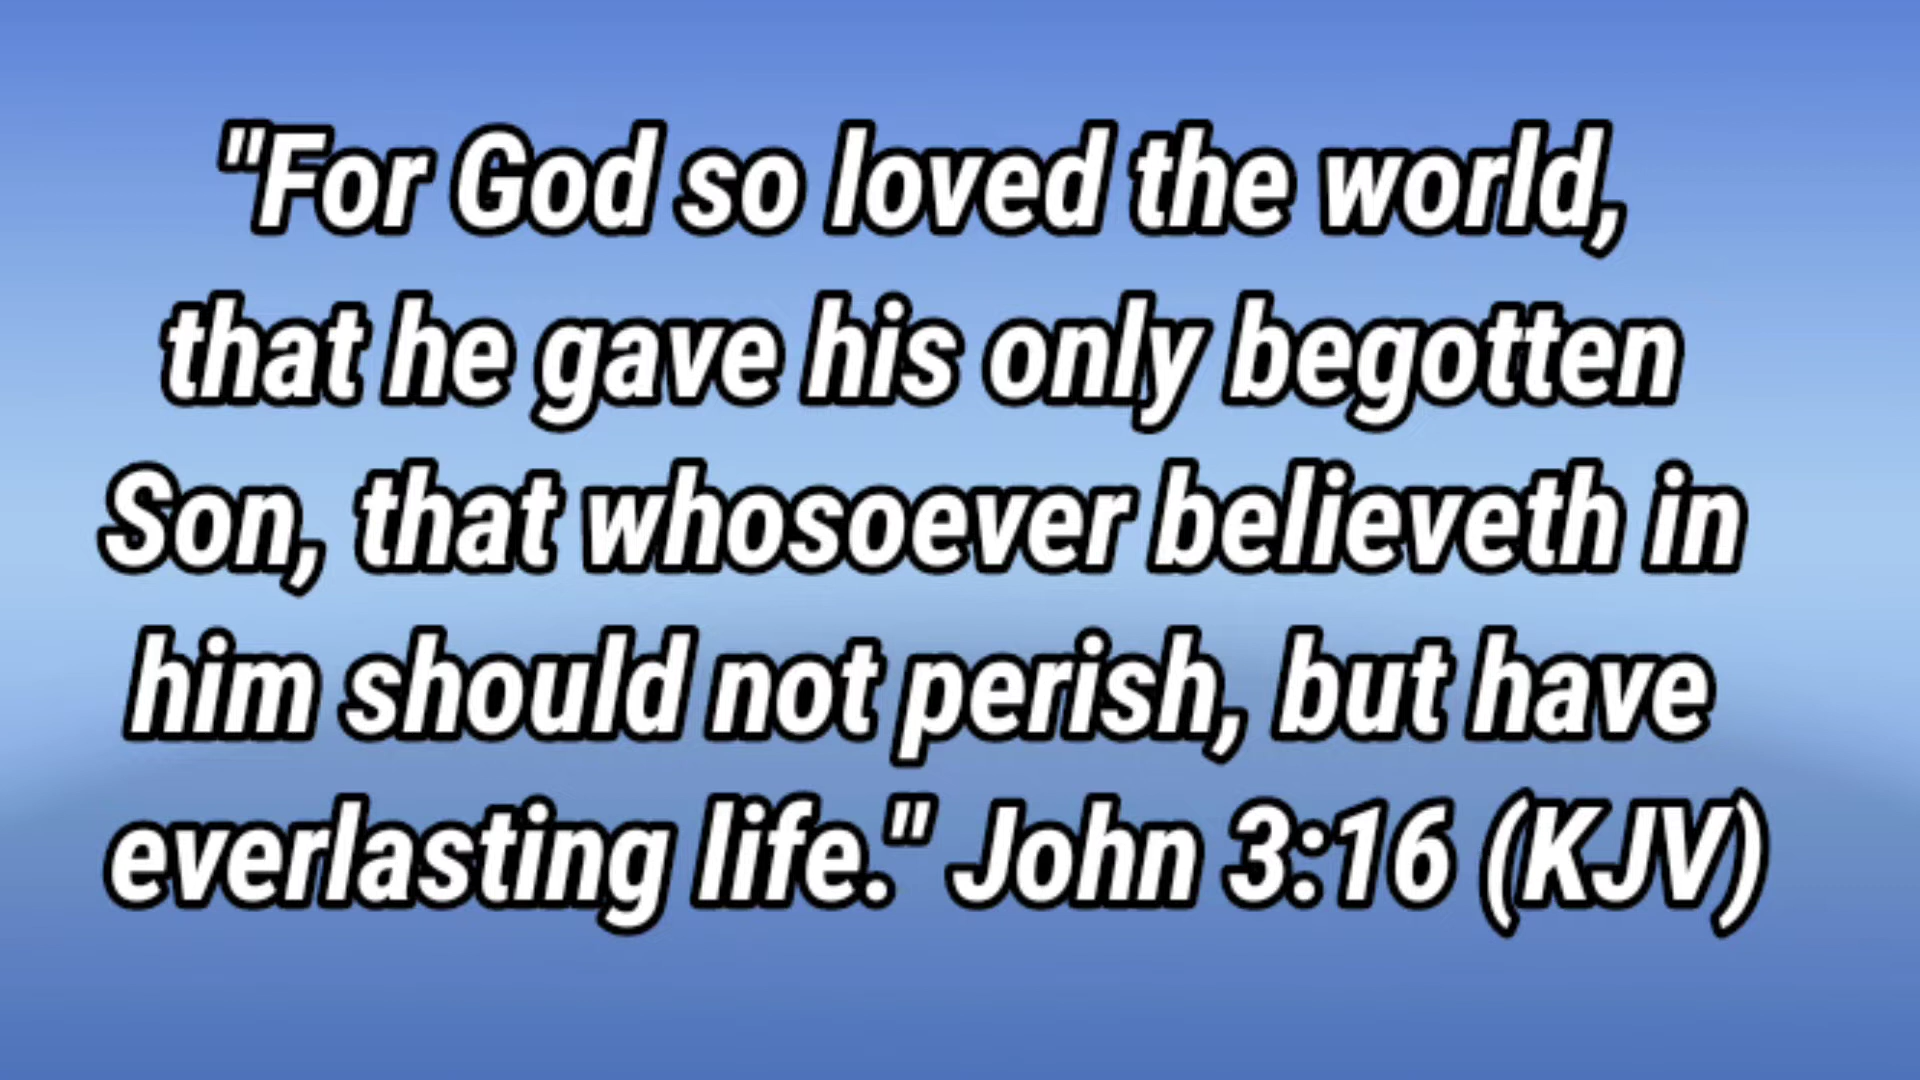 "For God so loved the world,
that he gave his only begotten
Son, that whosoever believeth in
him should not perish, but have
everlasting life." John 3:16 (KJV)